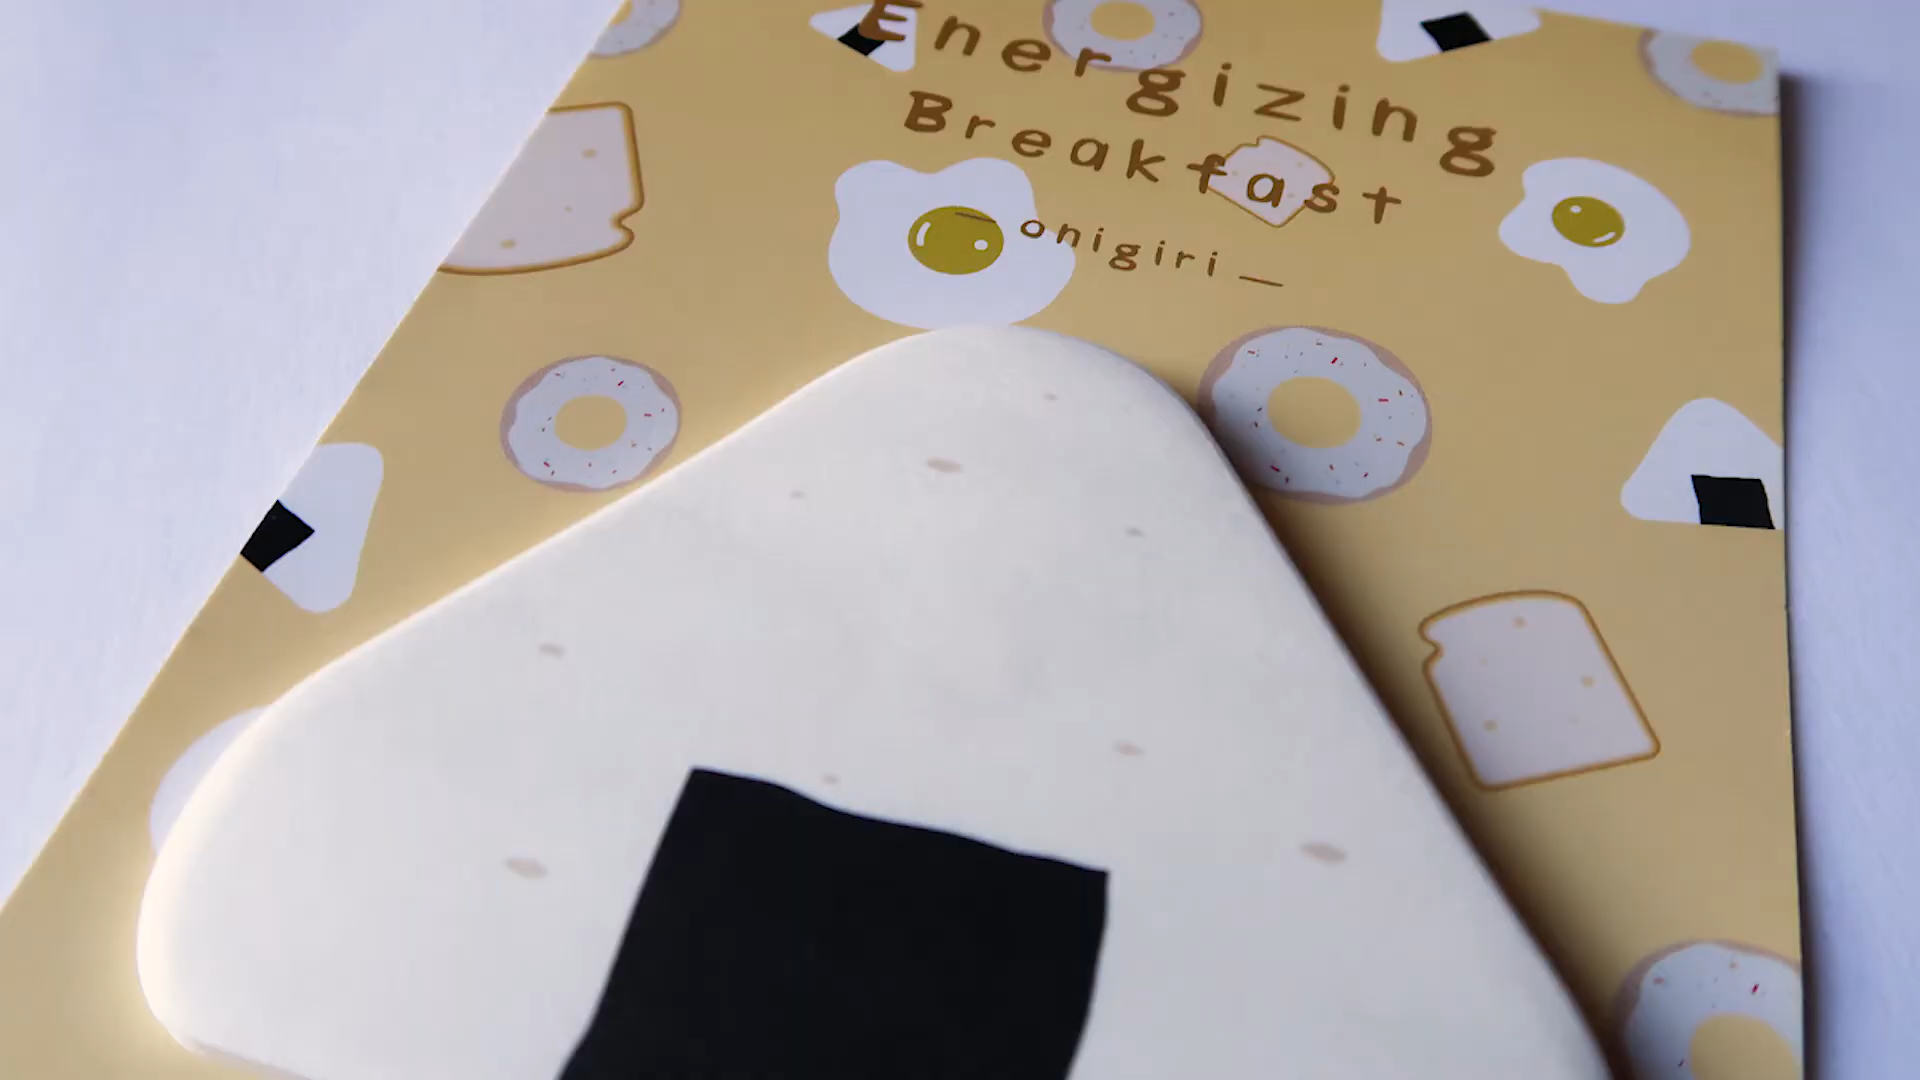 Energizing
Breakfast
— onigiri —